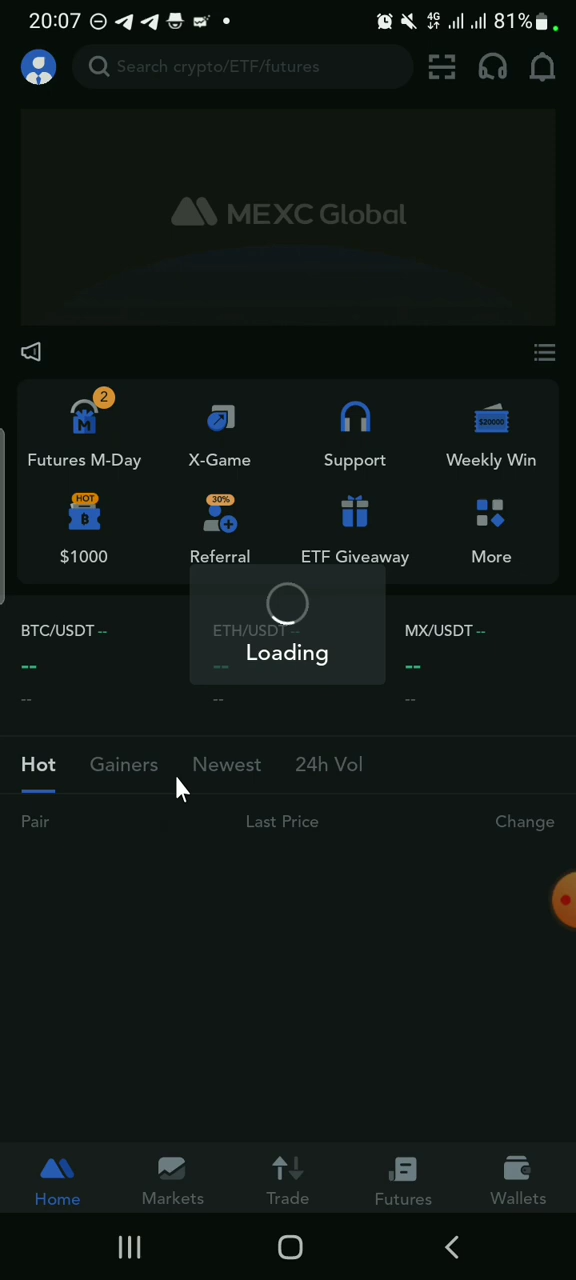 20:07 4G 81%
Search crypto/ETF/futures
MEXC Global
2
M $20000
Futures M-Day X-Game Support Weekly Win
HOT 30%
$1000 Referral ETF Giveaway More
BTC/USDT -- ETH/USDT -- MX/USDT --
Loading
-- -- --
-- -- --
Hot Gainers Newest 24h Vol
Pair Last Price Change
Home Markets Trade Futures Wallets